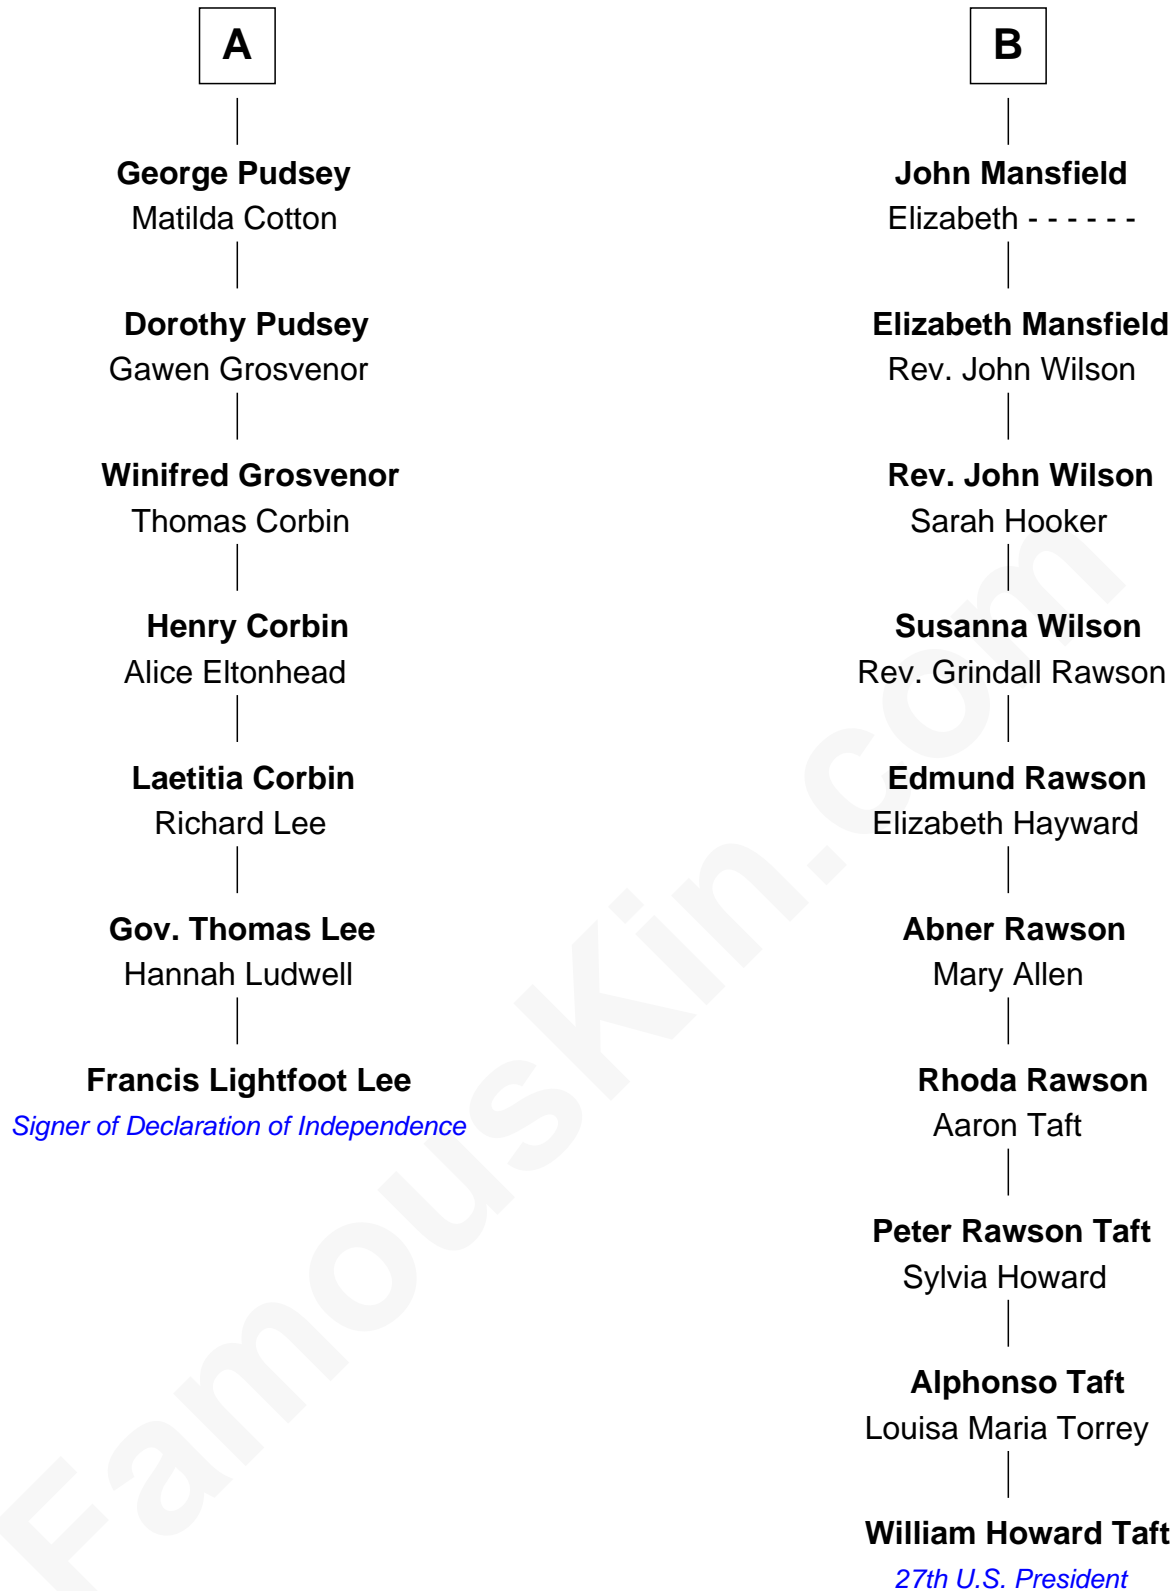 A
George Pudsey
Matilda Cotton
Dorothy Pudsey
Gawen Grosvenor
Winifred Grosvenor
Thomas Corbin
Henry Corbin
Alice Eltonhead
Laetitia Corbin
Richard Lee
Gov. Thomas Lee
Hannah Ludwell
Francis Lightfoot Lee
Signer of Declaration of Independence
B
John Mansfield
Elizabeth - - - - - -
Elizabeth Mansfield
Rev. John Wilson
Rev. John Wilson
Sarah Hooker
Susanna Wilson
Rev. Grindall Rawson
Edmund Rawson
Elizabeth Hayward
Abner Rawson
Mary Allen
Rhoda Rawson
Aaron Taft
Peter Rawson Taft
Sylvia Howard
Alphonso Taft
Louisa Maria Torrey
William Howard Taft
27th U.S. President
FamousKin.com